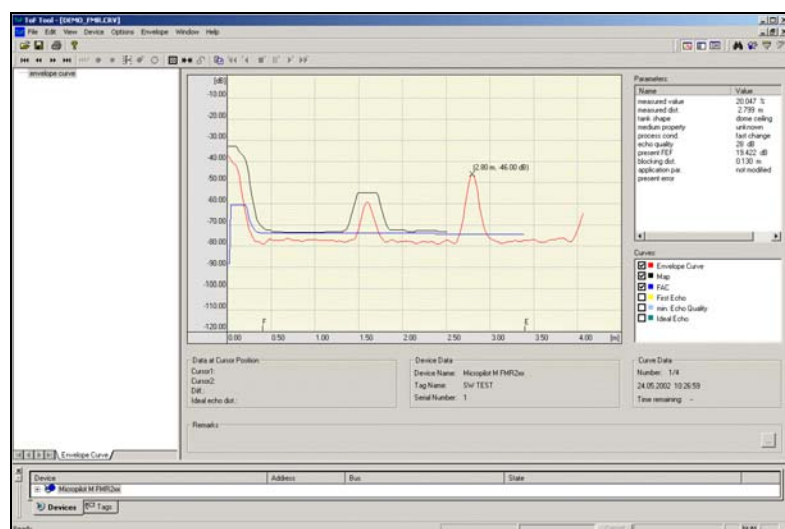 ToF Tool - [DEMO_FMR.CRV]
File Edit View Device Options Envelope Window Help
envelope curve
[dB]
-10.00
-20.00
-30.00
-40.00
-50.00
-60.00
-70.00
-80.00
-90.00
-100.00
-110.00
-120.00
(2.80 m, -46.00 dB)
F
E
0.00 0.50 1.00 1.50 2.00 2.50 3.00 3.50 4.00 [m]
Parameters:
Name Value
measured value 20.047 %
measured dist. 2.799 m
tank shape dome ceiling
medium property unknown
process cond. fast change
echo quality 28 dB
present FEF 19.422 dB
blocking dist. 0.130 m
application par. not modified
present error
Curves:
Envelope Curve
Map
FAC
First Echo
min. Echo Quality
Ideal Echo
Data at Cursor Position:
Cursor1:
Cursor2:
Diff.:
Ideal echo dist.:
Device Data
Device Name: Micropilot M FMR2xx
Tag Name: SW TEST
Serial Number: 1
Curve Data
Number: 1/4
24.05.2002 10:26:59
Time remaining: --
Remarks
...
Envelope Curve
Device Address Bus State
Micropilot M FMR2xx
Devices Tags
Ready